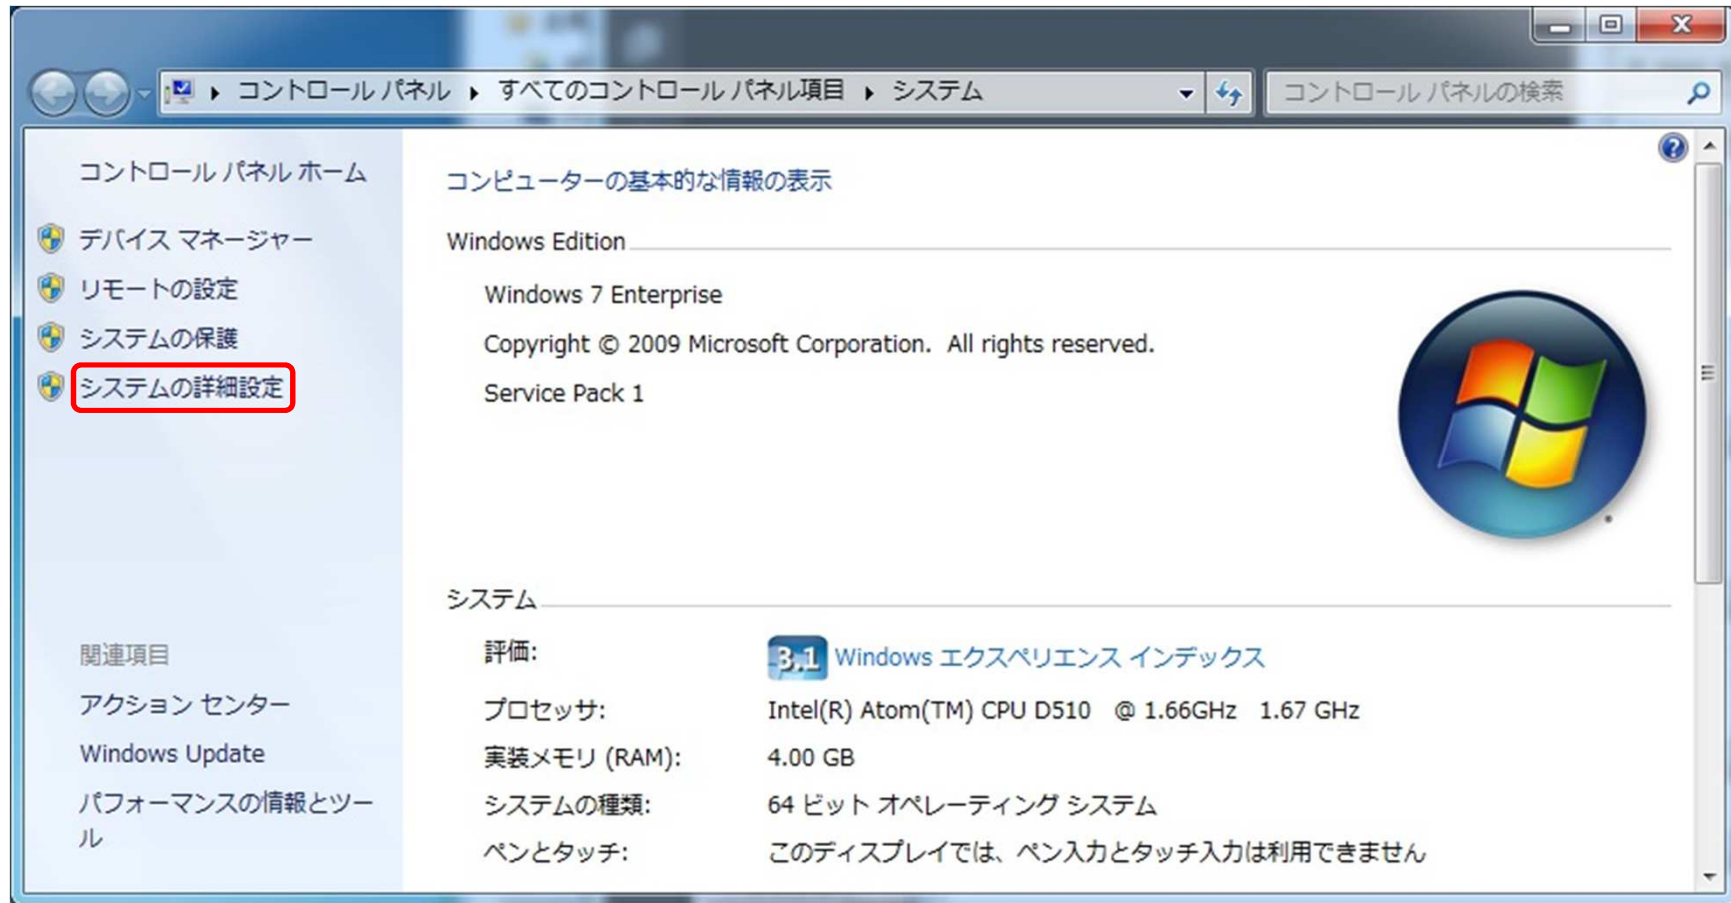 コントロール パネル ▸ すべてのコントロール パネル項目 ▸ システム
コントロール パネルの検索
コントロール パネル ホーム
デバイス マネージャー
リモートの設定
システムの保護
システムの詳細設定
関連項目
アクション センター
Windows Update
パフォーマンスの情報とツー
ル
コンピューターの基本的な情報の表示
Windows Edition
Windows 7 Enterprise
Copyright © 2009 Microsoft Corporation. All rights reserved.
Service Pack 1
システム
評価: 3.1 Windows エクスペリエンス インデックス
プロセッサ: Intel(R) Atom(TM) CPU D510 @ 1.66GHz 1.67 GHz
実装メモリ (RAM): 4.00 GB
システムの種類: 64 ビット オペレーティング システム
ペンとタッチ: このディスプレイでは、ペン入力とタッチ入力は利用できません